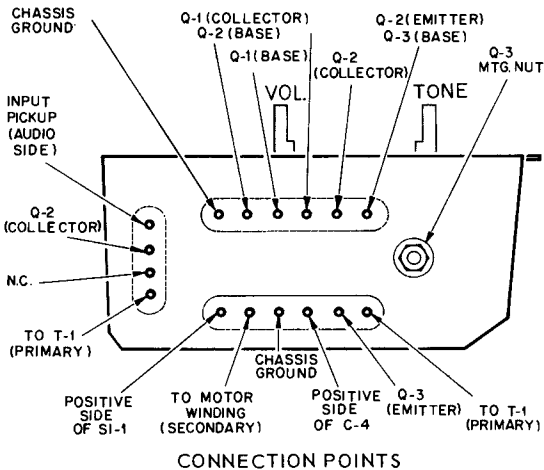 CHASSIS
GROUND
Q-1 (COLLECTOR)
Q-2 (BASE)
Q-1 (BASE)
Q-2 (EMITTER)
Q-3 (BASE)
Q-2
(COLLECTOR)
Q-3
MTG. NUT
VOL.
TONE
INPUT
PICKUP
(AUDIO
SIDE)
Q-2
(COLLECTOR)
N.C.
TO T-1
(PRIMARY)
POSITIVE
SIDE
OF SI-1
TO MOTOR
WINDING
(SECONDARY)
CHASSIS
GROUND
POSITIVE
SIDE
OF C-4
Q-3
(EMITTER)
TO T-1
(PRIMARY)
CONNECTION POINTS